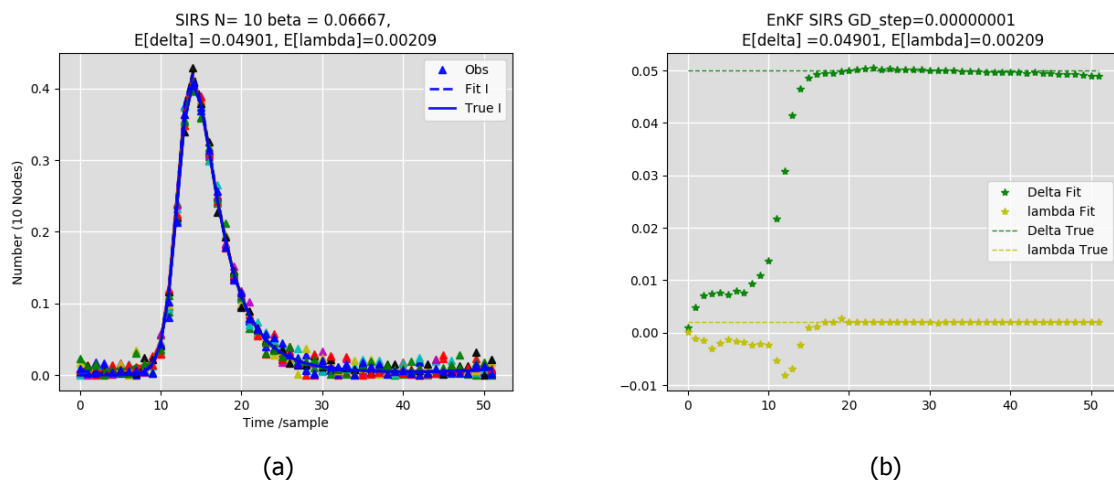 SIRS N= 10 beta = 0.06667,
E[delta] =0.04901, E[lambda]=0.00209
Obs
Fit I
True I
Number (10 Nodes)
0.4
0.3
0.2
0.1
0.0
0
10
20
30
40
50
Time /sample
(a)
EnKF SIRS GD_step=0.00000001
E[delta] =0.04901, E[lambda]=0.00209
0.05
0.04
0.03
0.02
0.01
0.00
−0.01
Delta Fit
lambda Fit
Delta True
lambda True
0
10
20
30
40
50
(b)